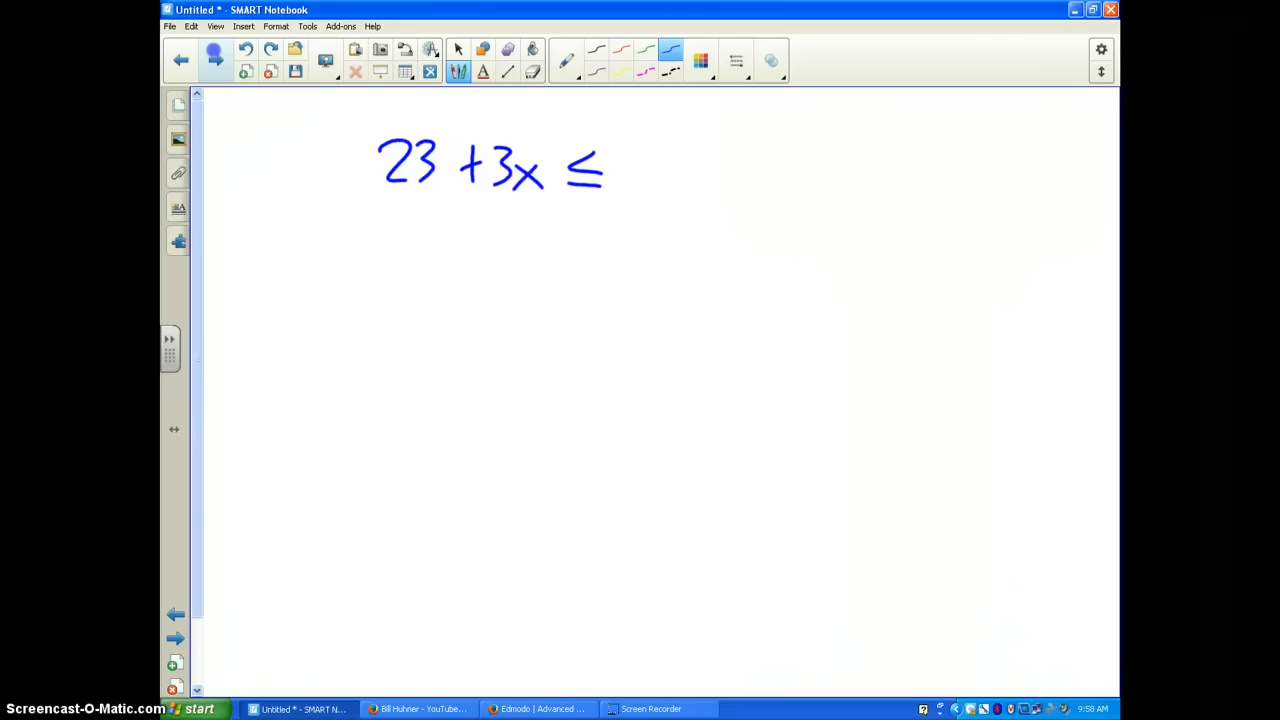 Untitled * - SMART Notebook
File Edit View Insert Format Tools Add-ons Help
23 +3x ≤
Screencast-O-Matic.com
start
Untitled * - SMART No...
Bill Huhner - YouTube...
Edmodo | Advanced ...
Screen Recorder
9:58 AM